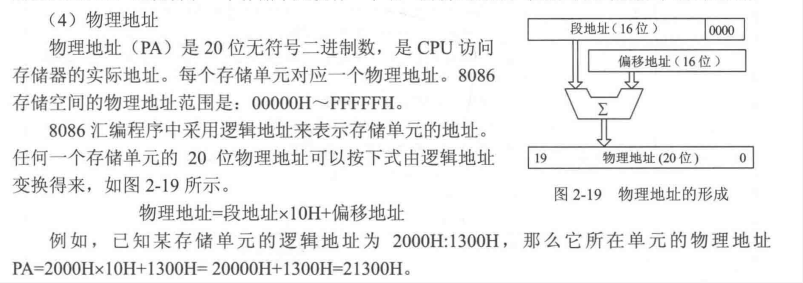 （4）物理地址
物理地址（PA）是 20 位无符号二进制数，是 CPU 访问
存储器的实际地址。每个存储单元对应一个物理地址。8086
存储空间的物理地址范围是：00000H～FFFFFH。
8086 汇编程序中采用逻辑地址来表示存储单元的地址。
任何一个存储单元的 20 位物理地址可以按下式由逻辑地址
变换得来，如图 2-19 所示。
物理地址=段地址×10H+偏移地址
例如，已知某存储单元的逻辑地址为 2000H:1300H，那么它所在单元的物理地址
PA=2000H×10H+1300H= 20000H+1300H=21300H。
段地址（16 位） 0000
偏移地址（16 位）
Σ
19 物理地址（20 位） 0
图 2-19 物理地址的形成